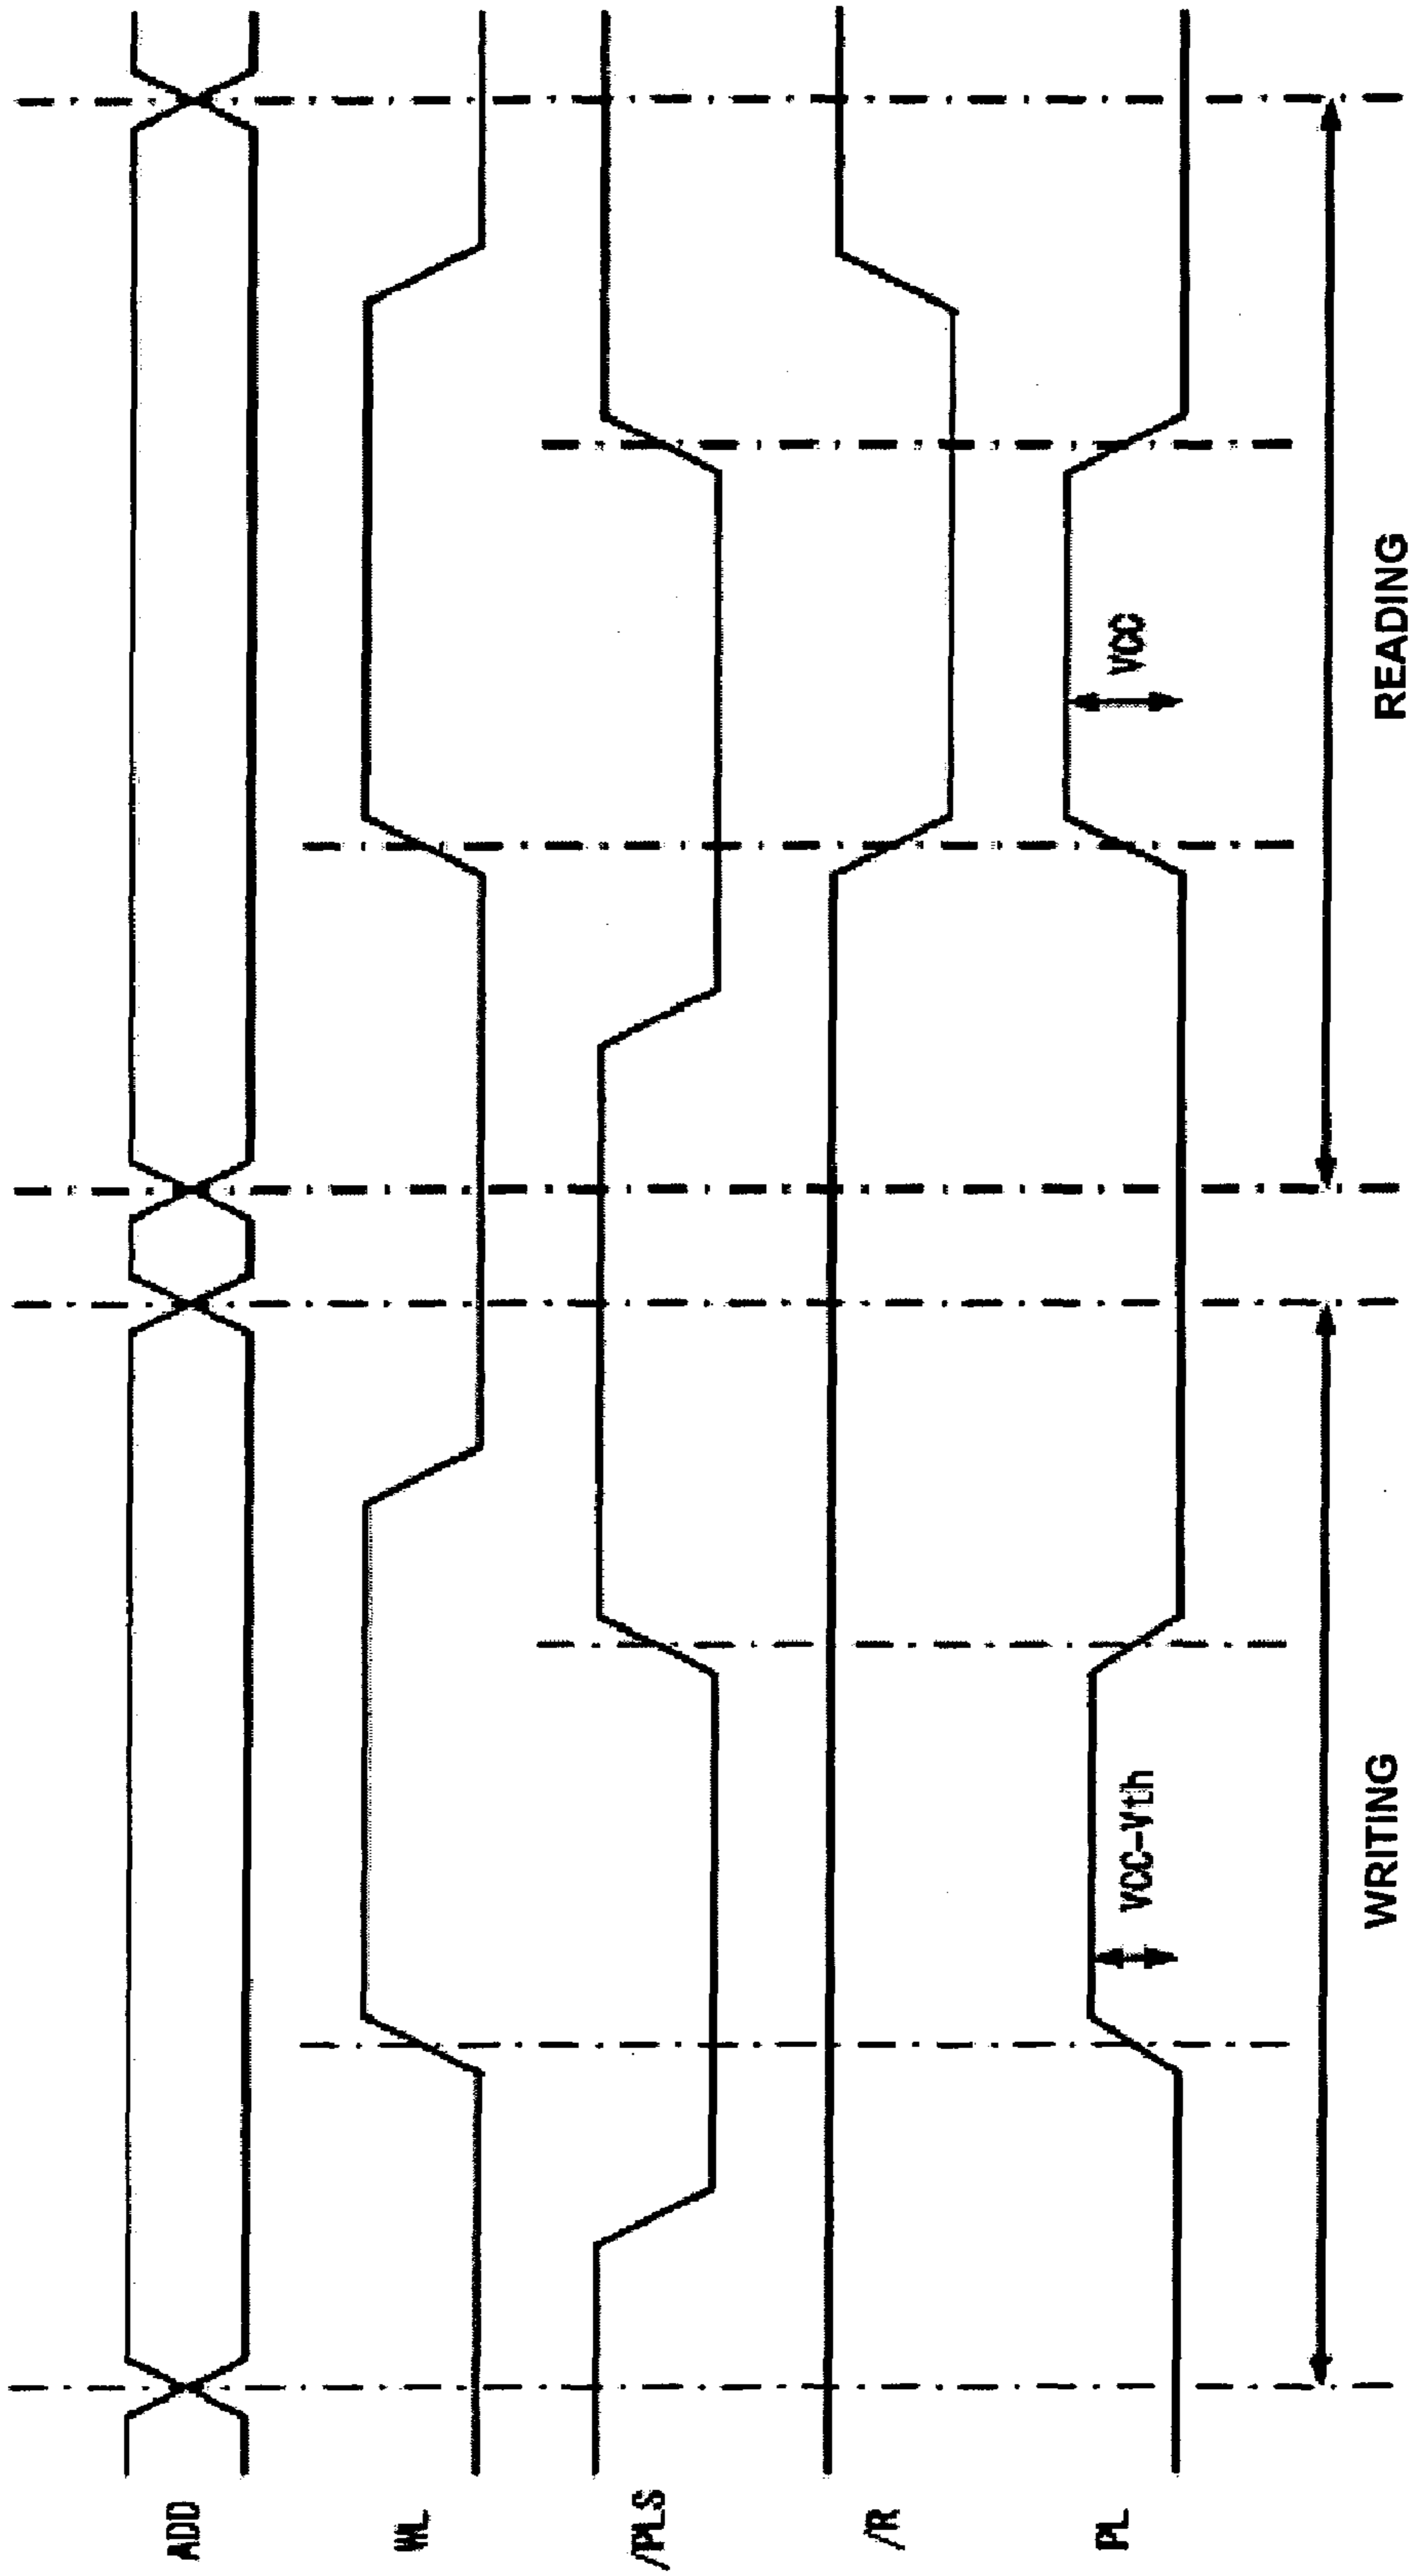 ADD
WL
/PLS
/R
PL
VCC-Vth
VCC
WRITING
READING